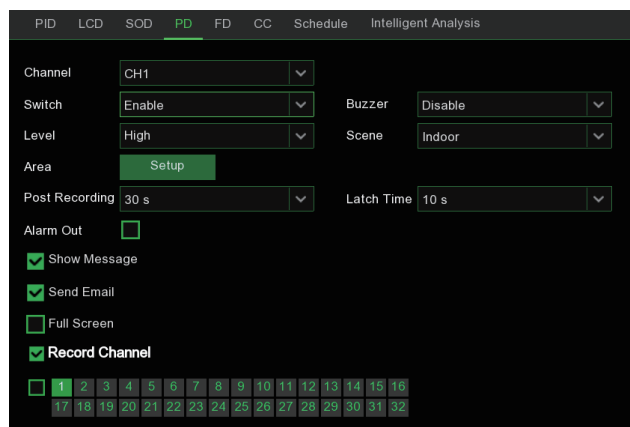 PID LCD SOD PD FD CC Schedule Intelligent Analysis
Channel CH1
Switch Enable Buzzer Disable
Level High Scene Indoor
Area Setup
Post Recording 30 s Latch Time 10 s
Alarm Out
Show Message
Send Email
Full Screen
Record Channel
1 2 3 4 5 6 7 8 9 10 11 12 13 14 15 16
17 18 19 20 21 22 23 24 25 26 27 28 29 30 31 32